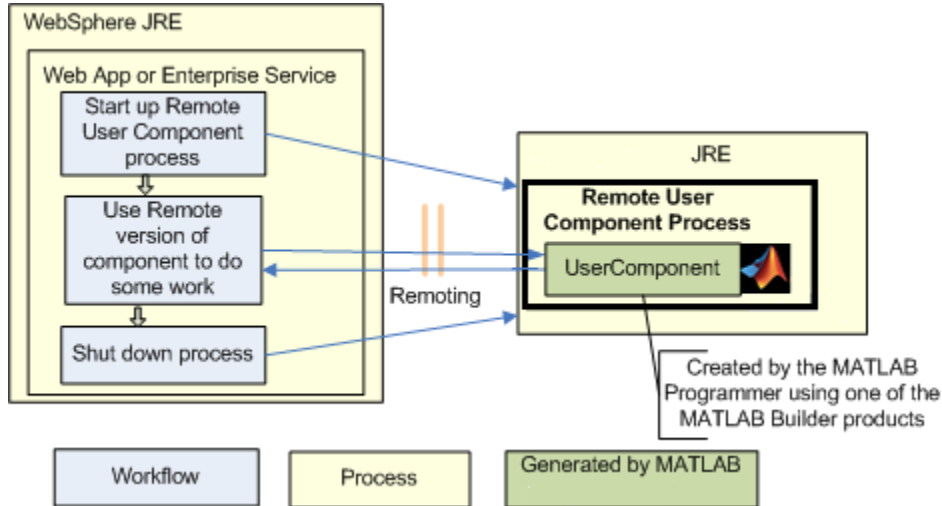 WebSphere JRE
Web App or Enterprise Service
Start up Remote
User Component
process
Use Remote
version of
component to do
some work
Shut down process
Remoting
JRE
Remote User
Component Process
UserComponent
Created by the MATLAB
Programmer using one of the
MATLAB Builder products
Workflow
Process
Generated by MATLAB